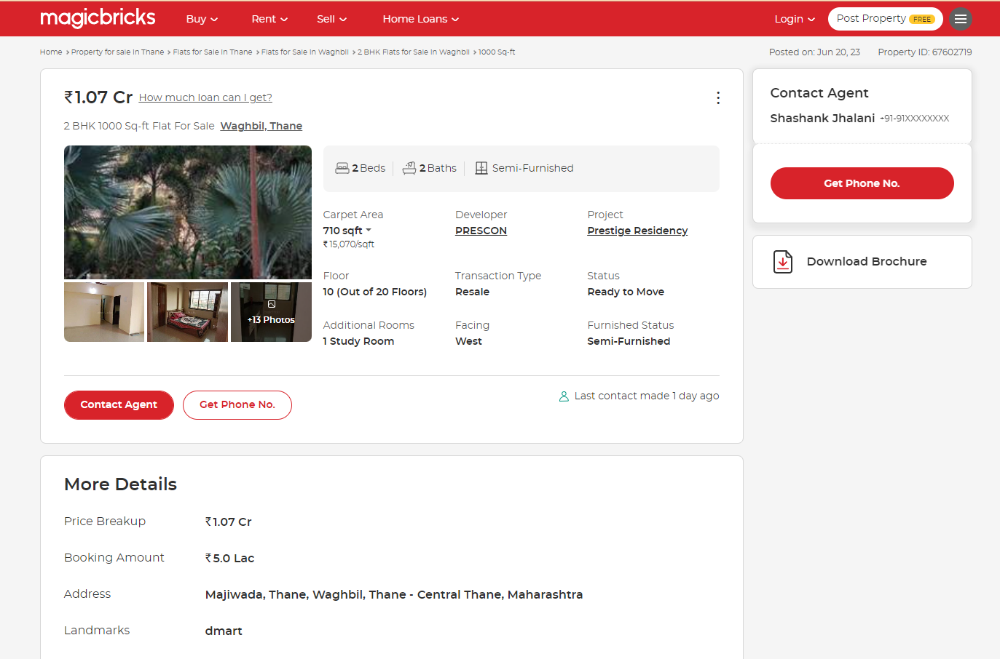 magicbricks
Buy Rent Sell Home Loans Login Post Property FREE
Home > Property for sale in Thane > Flats for Sale in Thane > Flats for Sale in Waghbil > 2 BHK Flats for Sale in Waghbil > 1000 Sq-ft
Posted on: Jun 20, 23 Property ID: 67602719
₹1.07 Cr How much loan can I get?
2 BHK 1000 Sq-ft Flat For Sale Waghbil, Thane
+13 Photos
2 Beds 2 Baths Semi-Furnished
Carpet Area
710 sqft
₹ 15,070/sqft
Developer
PRESCON
Project
Prestige Residency
Floor
10 (Out of 20 Floors)
Transaction Type
Resale
Status
Ready to Move
Additional Rooms
1 Study Room
Facing
West
Furnished Status
Semi-Furnished
Contact Agent Get Phone No.
Last contact made 1 day ago
Contact Agent
Shashank Jhalani +91-91XXXXXXXX
Get Phone No.
Download Brochure
More Details
Price Breakup ₹1.07 Cr
Booking Amount ₹5.0 Lac
Address Majiwada, Thane, Waghbil, Thane - Central Thane, Maharashtra
Landmarks dmart